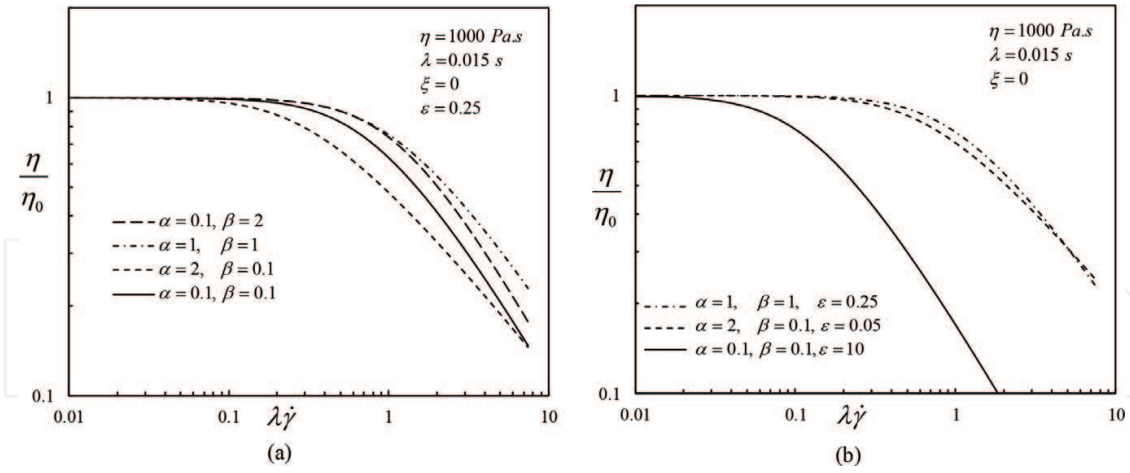 η = 1000 Pa.s
λ = 0.015 s
ξ = 0
ε = 0.25
1
η
η0
α = 0.1, β = 2
α = 1, β = 1
α = 2, β = 0.1
α = 0.1, β = 0.1
0.1
0.01 0.1 1 10
λγ̇
(a)
η = 1000 Pa.s
λ = 0.015 s
ξ = 0
1
η
η0
α = 1, β = 1, ε = 0.25
α = 2, β = 0.1, ε = 0.05
α = 0.1, β = 0.1, ε = 10
0.1
0.01 0.1 1 10
λγ̇
(b)